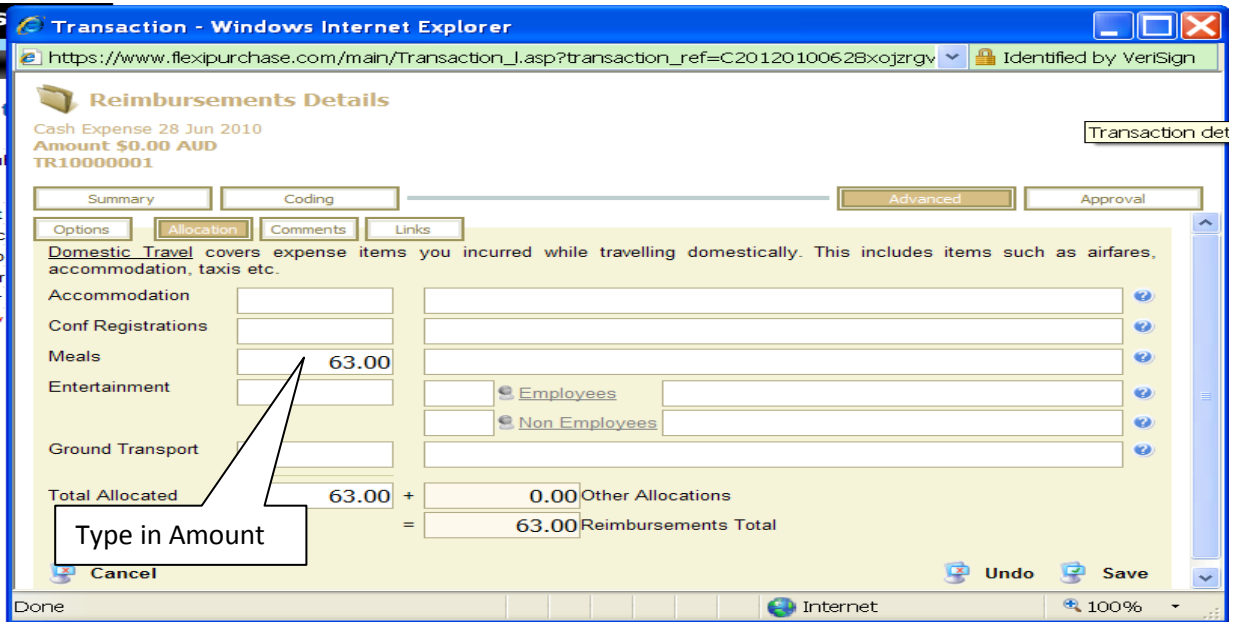 Transaction - Windows Internet Explorer
https://www.flexipurchase.com/main/Transaction_l.asp?transaction_ref=C20120100628xojzrgv Identified by VeriSign
Reimbursements Details
Cash Expense 28 Jun 2010
Amount $0.00 AUD
TR10000001
Transaction det
Summary Coding Advanced Approval
Options Allocation Comments Links
Domestic Travel covers expense items you incurred while travelling domestically. This includes items such as airfares,
accommodation, taxis etc.
Accommodation
Conf Registrations
Meals 63.00
Entertainment Employees
Non Employees
Ground Transport
Total Allocated 63.00 + 0.00 Other Allocations
= 63.00 Reimbursements Total
Type in Amount
Cancel Undo Save
Done Internet 100%